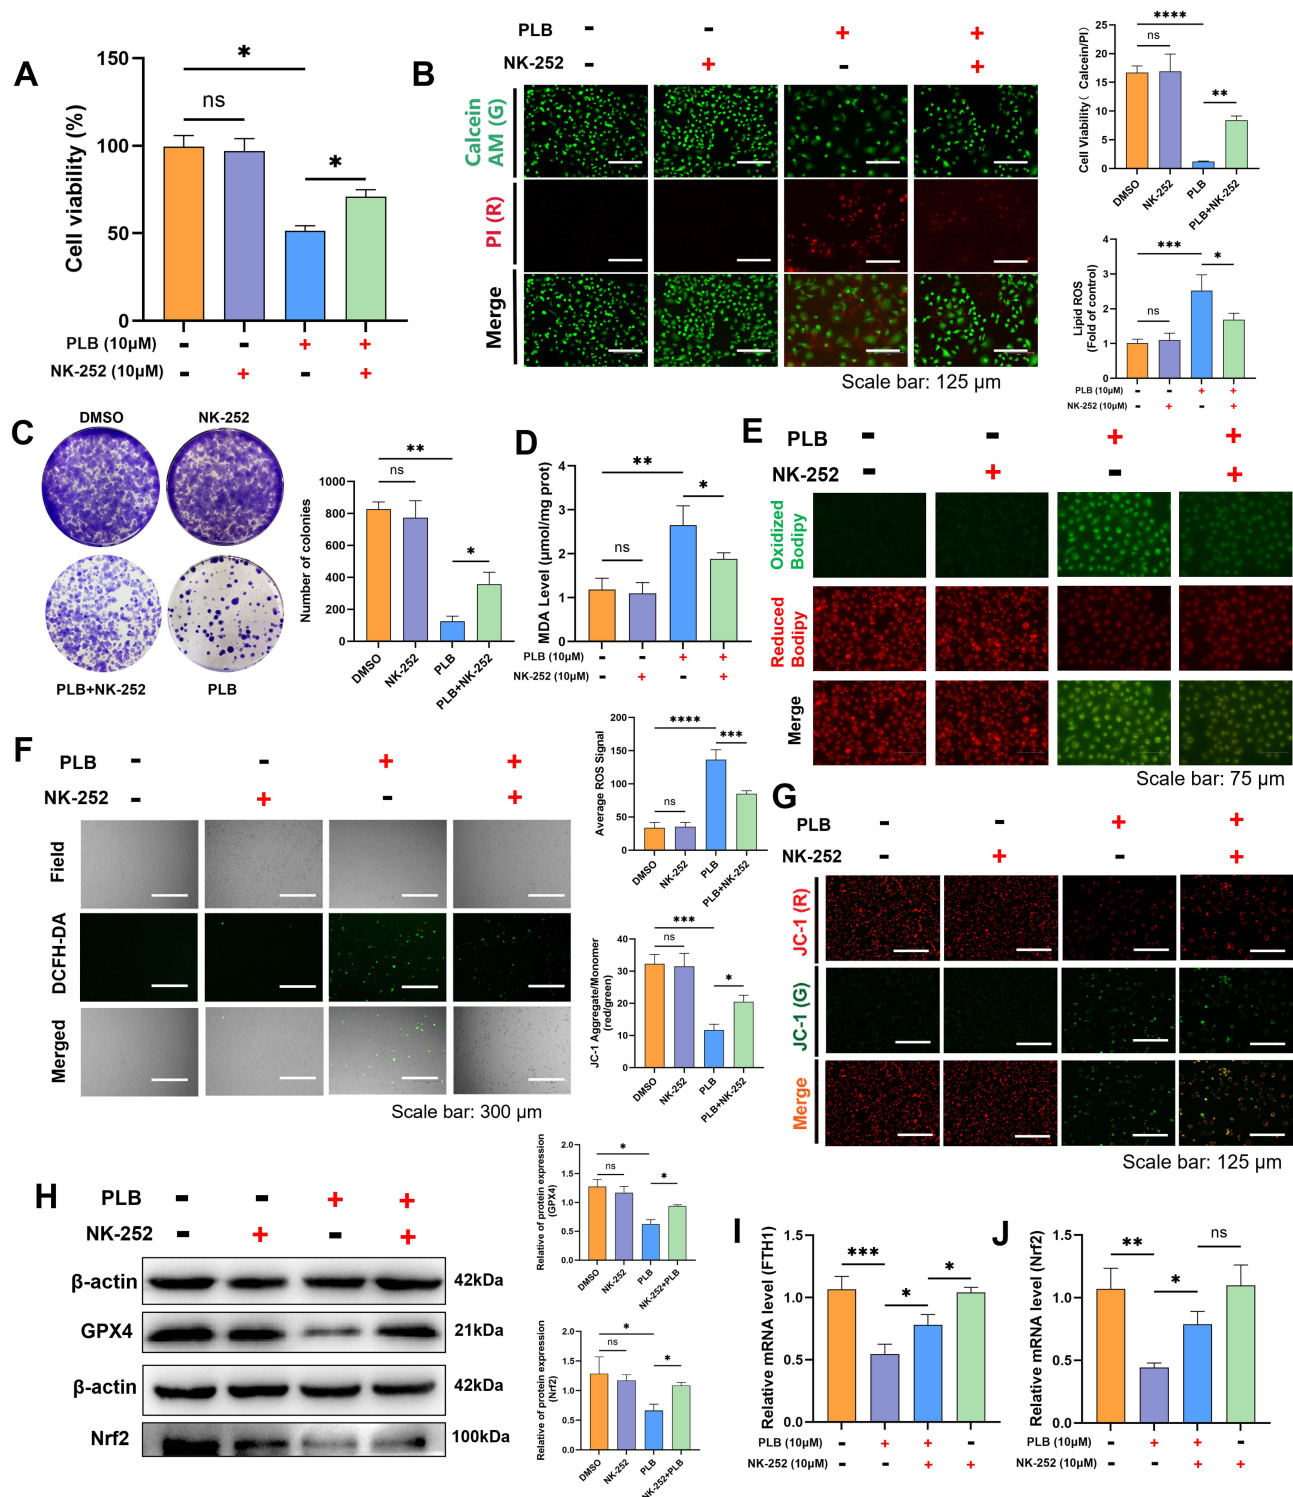 A
Cell viability (%)
150
100
50
0
*
ns
*
PLB (10μM) - - + +
NK-252 (10μM) - + - +
B
PLB - - + +
NK-252 - + - +
Calcein AM (G)
PI (R)
Merge
Scale bar: 125 μm
Cell Viability( Calcein/PI)
25
20
15
10
5
0
****
ns
**
DMSO
NK-252
PLB
PLB+NK-252
Lipid ROS
(Fold of control)
4
3
2
1
0
***
ns
*
PLB (10μM) - - + +
NK-252 (10μM) - + - +
C
DMSO
NK-252
PLB+NK-252
PLB
Number of colonies
1000
800
600
400
200
0
**
ns
*
DMSO
NK-252
PLB
PLB+NK-252
D
MDA Level (μmol/mg prot)
4
3
2
1
0
**
ns
*
PLB (10μM) - - + +
NK-252 (10μM) - + - +
E
PLB - - + +
NK-252 - + - +
Oxidized Bodipy
Reduced Bodipy
Merge
Scale bar: 75 μm
F
PLB - - + +
NK-252 - + - +
Field
DCFH-DA
Merged
Scale bar: 300 μm
Average ROS Signal
200
150
100
50
0
****
ns
***
DMSO
NK-252
PLB
PLB+NK-252
JC-1 Aggregate/Monomer
(red/green)
40
30
20
10
0
***
ns
*
DMSO
NK-252
PLB
PLB+NK-252
G
PLB - - + +
NK-252 - + - +
JC-1 (R)
JC-1 (G)
Merge
Scale bar: 125 μm
H
PLB - - + +
NK-252 - + - +
β-actin 42kDa
GPX4 21kDa
β-actin 42kDa
Nrf2 100kDa
Relative of protein expression
(GPX4)
2.0
1.5
1.0
0.5
0.0
*
ns
*
DMSO
NK-252
PLB
NK-252+PLB
Relative of protein expression
(Nrf2)
2.0
1.5
1.0
0.5
0.0
*
ns
*
DMSO
NK-252
PLB
NK-252+PLB
I
Relative mRNA level (FTH1)
1.5
1.0
0.5
0.0
***
*
*
PLB (10μM) - + + -
NK-252 (10μM) - - + +
J
Relative mRNA level (Nrf2)
1.5
1.0
0.5
0.0
**
*
ns
PLB (10μM) - + + -
NK-252 (10μM) - - + +